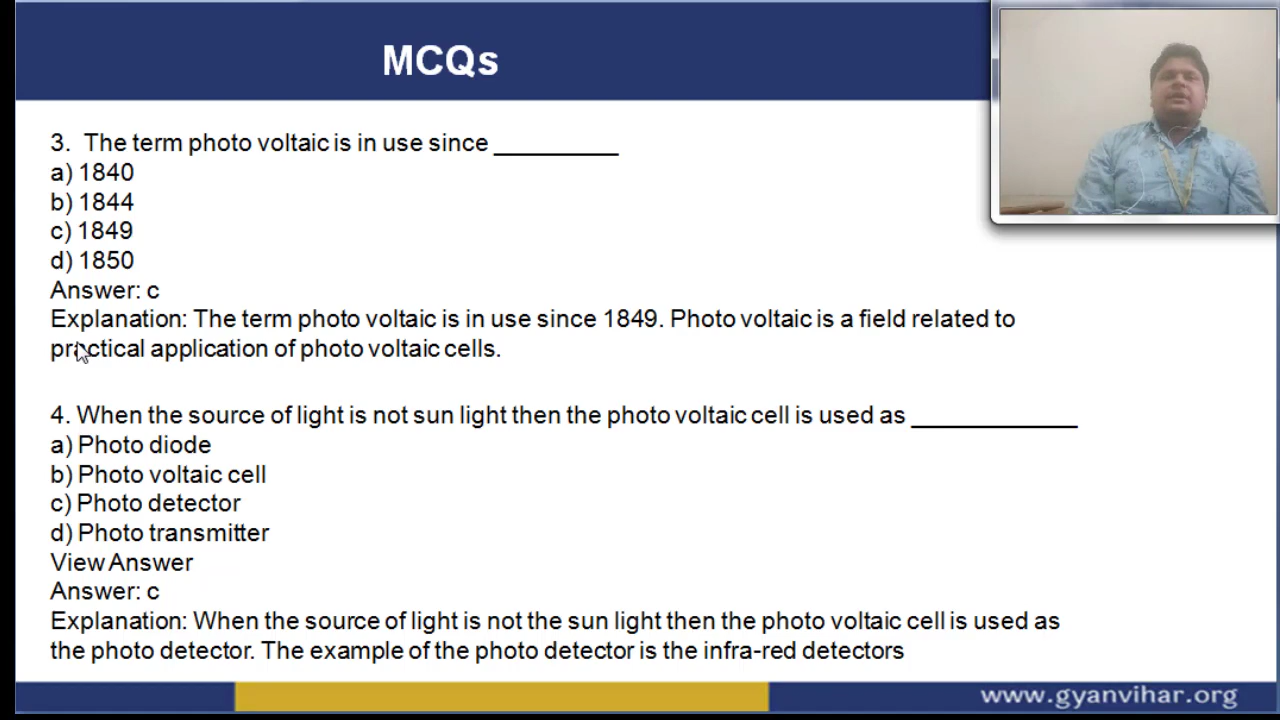 MCQs
3. The term photo voltaic is in use since _________
a) 1840
b) 1844
c) 1849
d) 1850
Answer: c
Explanation: The term photo voltaic is in use since 1849. Photo voltaic is a field related to
practical application of photo voltaic cells.
4. When the source of light is not sun light then the photo voltaic cell is used as ____________
a) Photo diode
b) Photo voltaic cell
c) Photo detector
d) Photo transmitter
View Answer
Answer: c
Explanation: When the source of light is not the sun light then the photo voltaic cell is used as
the photo detector. The example of the photo detector is the infra-red detectors
www.gyanvihar.org